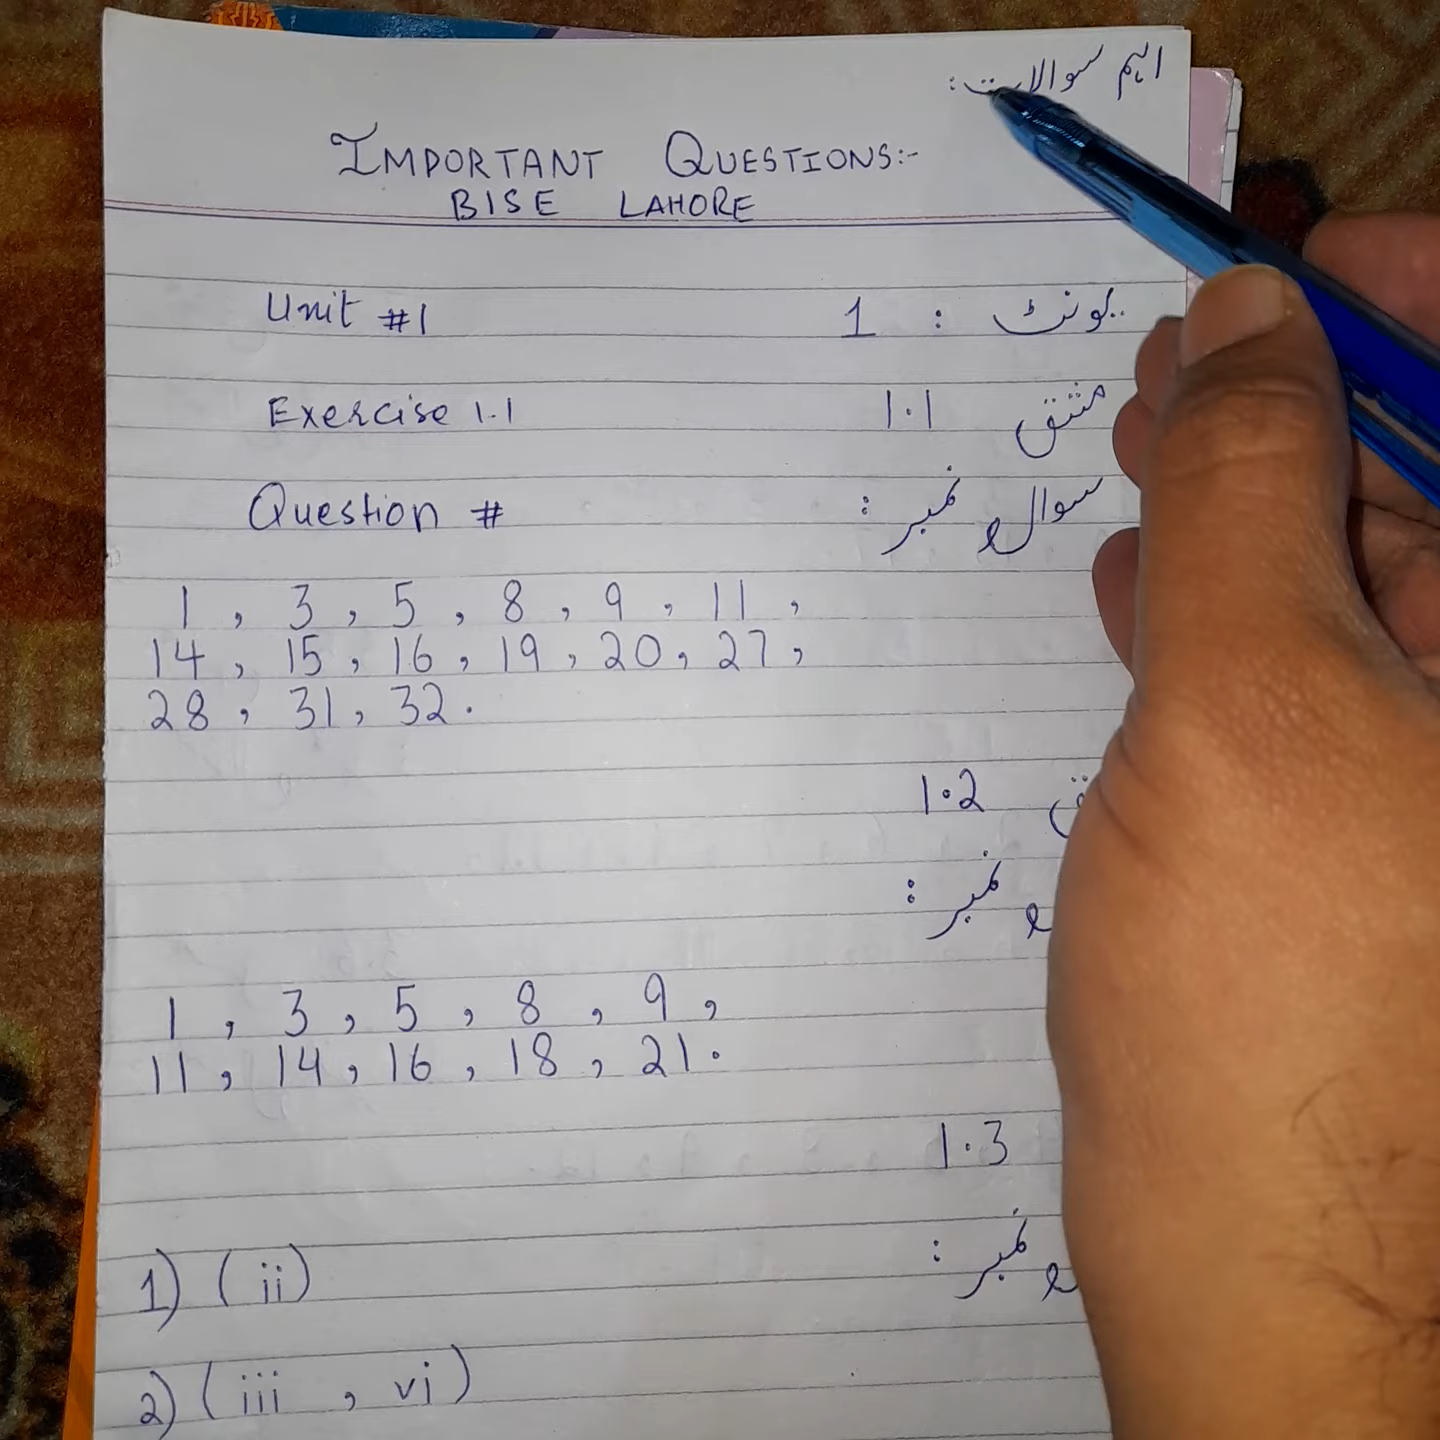 اہم سوالات:
IMPORTANT QUESTIONS:-
BISE LAHORE
Unit #1 یونٹ : 1
Exercise 1.1 مشق 1.1
Question # سوال نمبر:
1 , 3 , 5 , 8 , 9 , 11 ,
14 , 15 , 16 , 19 , 20 , 27 ,
28 , 31 , 32 .
1.2
نمبر :
1 , 3 , 5 , 8 , 9 ,
11 , 14 , 16 , 18 , 21 .
1.3
نمبر :
1) (ii)
2) (iii , vi)